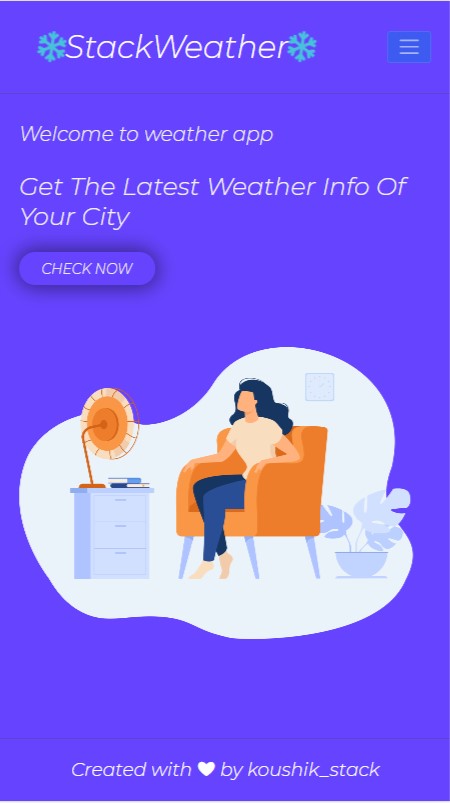 ❄StackWeather❄
Welcome to weather app
Get The Latest Weather Info Of
Your City
CHECK NOW
Created with ♥ by koushik_stack